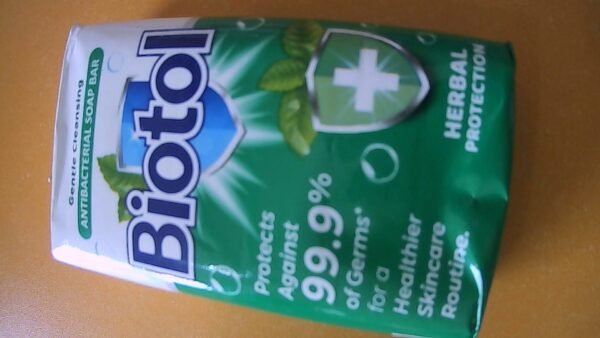 Gentle Cleansing
ANTIBACTERIAL SOAP BAR
Biotol
HERBAL
PROTECTION
Protects
Against
99.9%
of Germs*
for a
Healthier
Skincare
Routine.